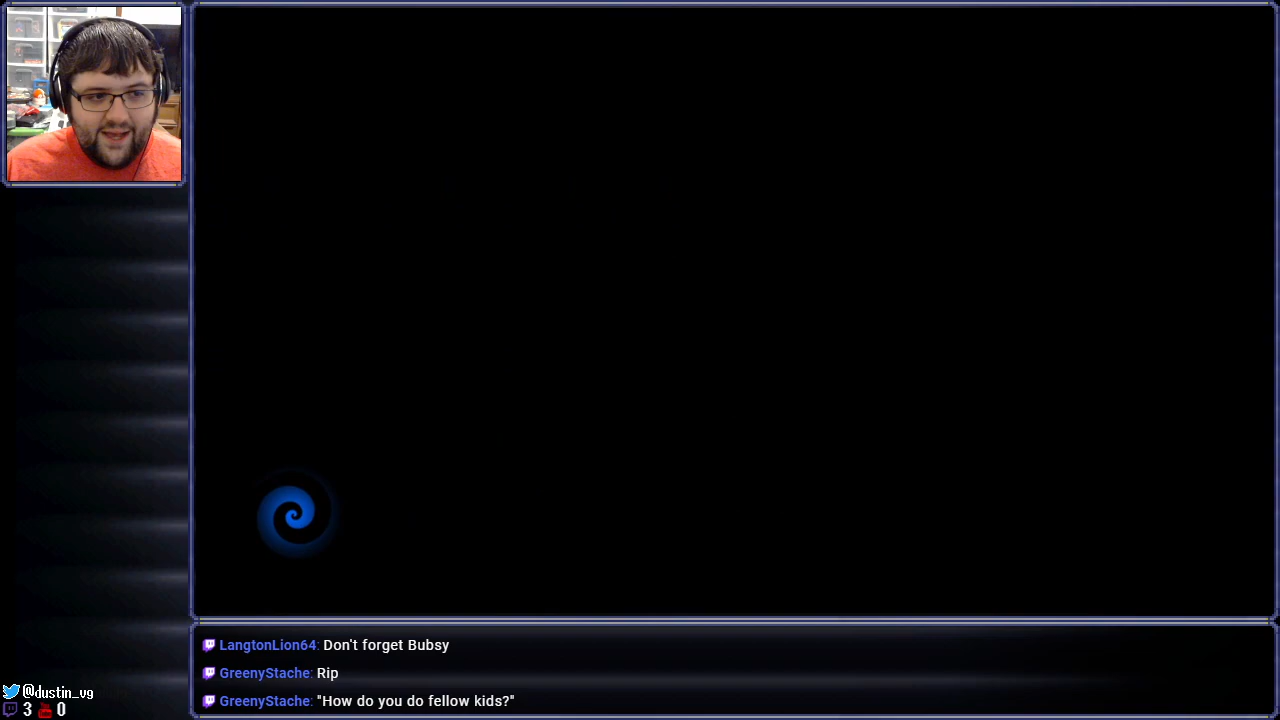 LangtonLion64: Don't forget Bubsy
GreenyStache: Rip
GreenyStache: "How do you do fellow kids?"
@dustin_vg
3 0